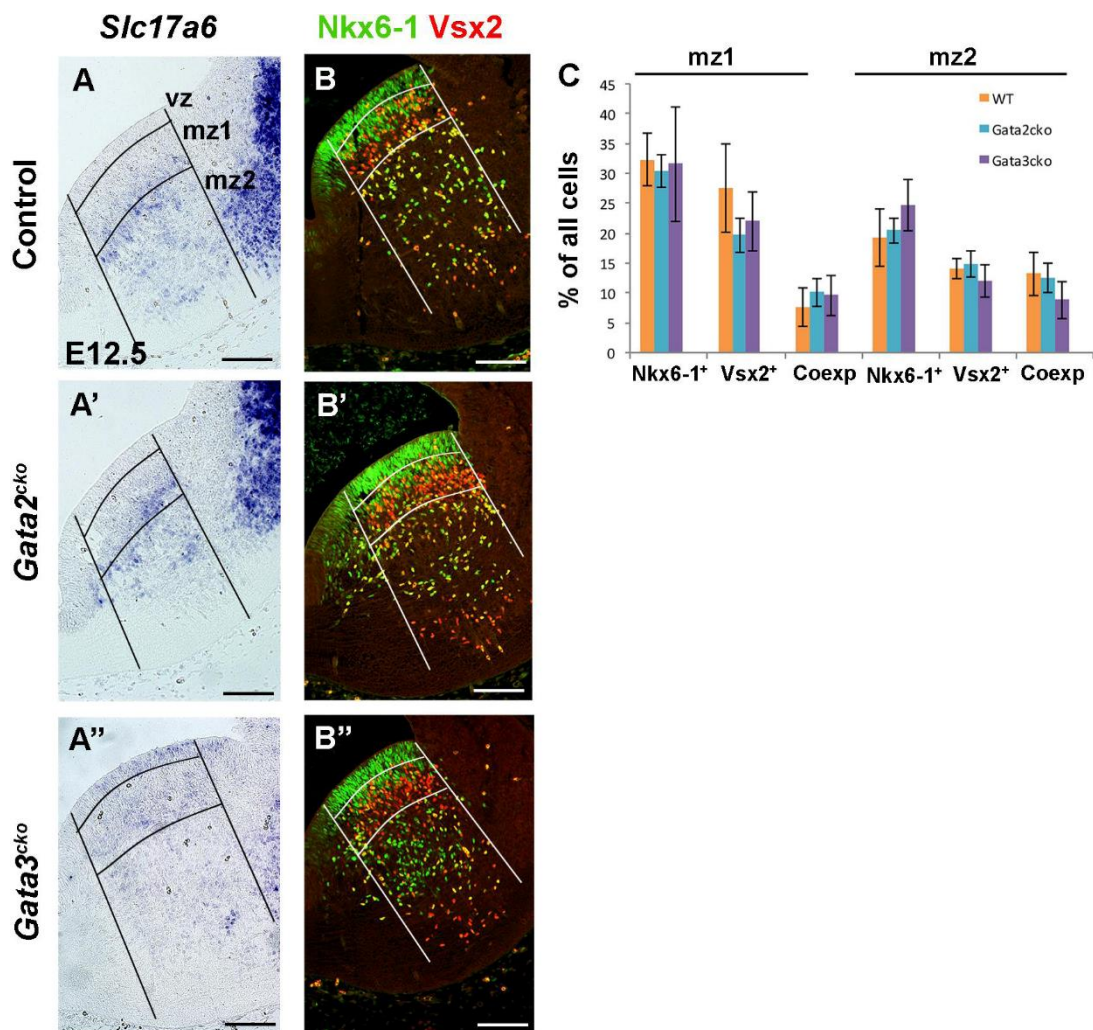 Slc17a6
Nkx6-1 Vsx2
Control
A
vz
mz1
mz2
E12.5
B
C
mz1
mz2
WT
Gata2cko
Gata3cko
% of all cells
45
40
35
30
25
20
15
10
5
0
Nkx6-1⁺ Vsx2⁺ Coexp Nkx6-1⁺ Vsx2⁺ Coexp
Gata2ᶜᵏᵒ
A'
B'
Gata3ᶜᵏᵒ
A''
B''